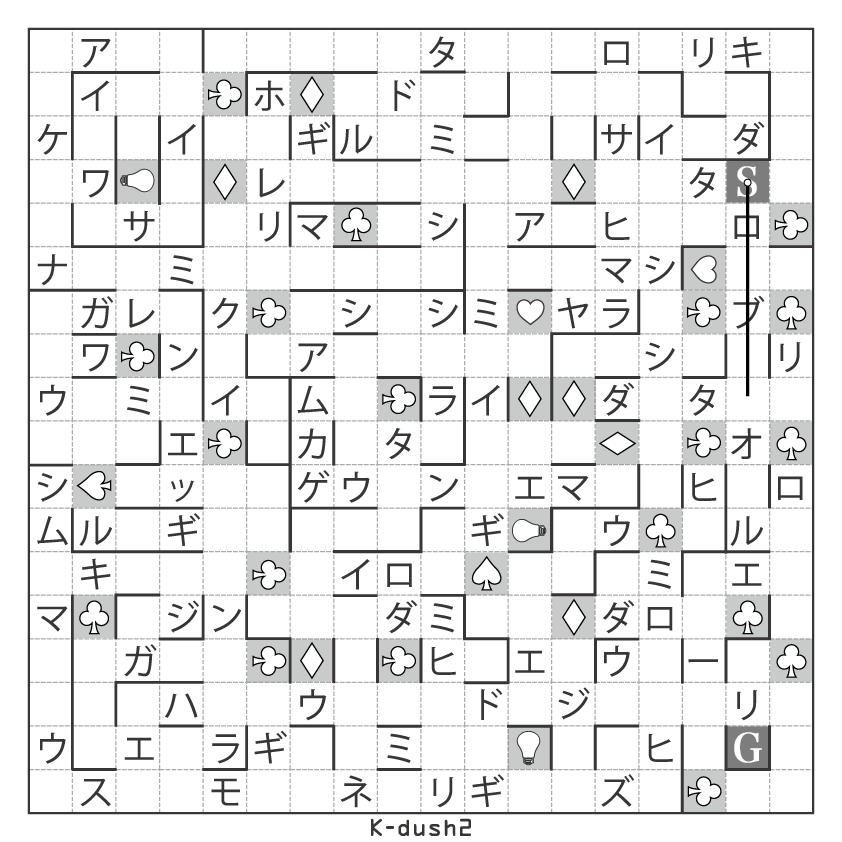 ア タ ロ リ キ
イ ホ ド
ケ イ ギ ル ミ サ イ ダ
ワ レ タ S
サ リ マ シ ア ヒ ロ
ナ ミ マ シ
ガ レ ク シ シ ミ ヤ ラ ブ
ワ ン ア シ リ
ウ ミ イ ム ラ イ ダ タ
エ カ タ オ
シ ッ ゲ ウ ン エ マ ヒ ロ
ム ル ギ ギ ウ ル
キ イ ロ ミ エ
マ ジ ン ダ ミ ダ ロ
ガ ヒ エ ウ ー
ハ ウ ド ジ リ
ウ エ ラ ギ ミ ヒ G
ス モ ネ リ ギ ズ
K-dush2